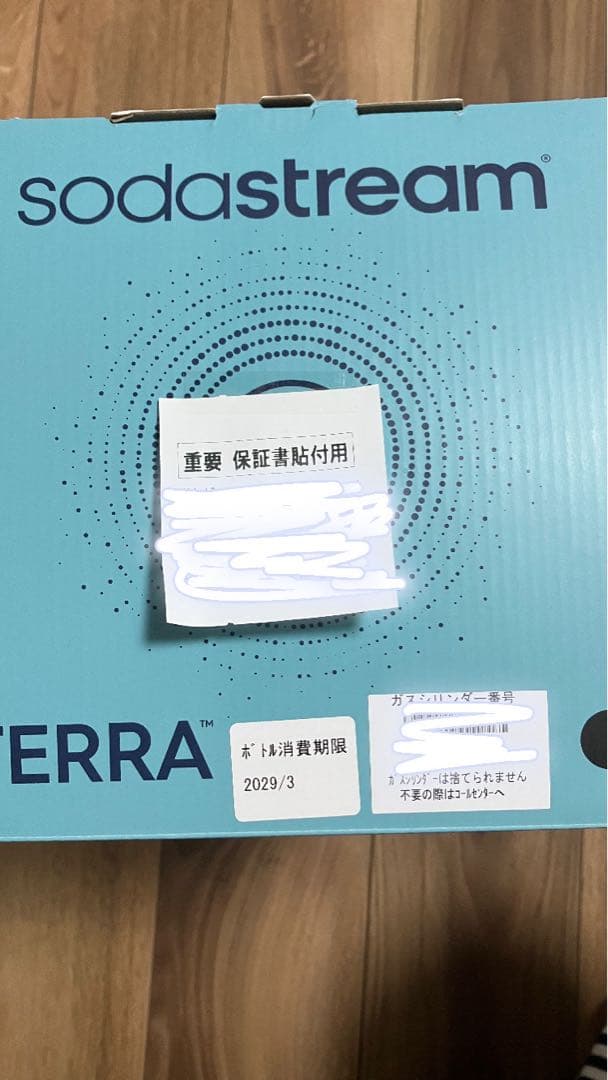 sodastream®
重要 保証書貼付用
TERRA™
ﾎﾞﾄﾙ消費期限
2029/3
ガスシリンダー番号
ｶﾞｽｼﾘﾝﾀﾞｰは捨てられません
不要の際はｺｰﾙｾﾝﾀｰへ